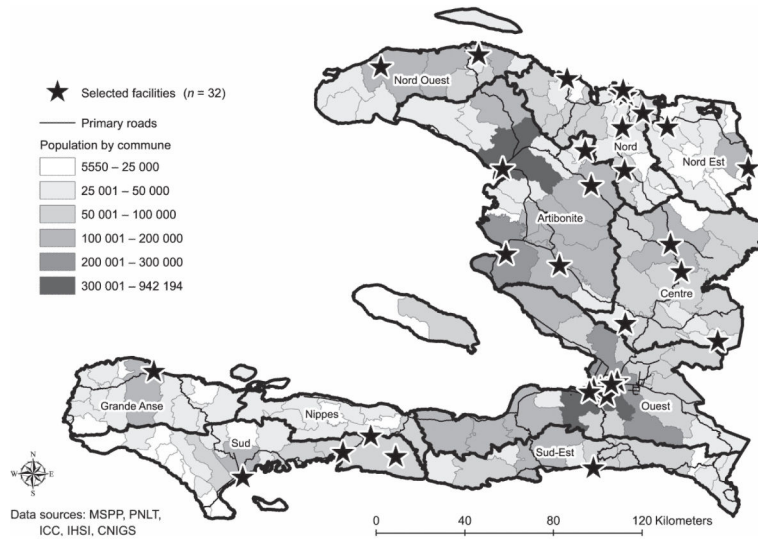 Selected facilities (n = 32)
Primary roads
Population by commune
5550 – 25 000
25 001 – 50 000
50 001 – 100 000
100 001 – 200 000
200 001 – 300 000
300 001 – 942 194
Nord Ouest
Nord
Nord Est
Artibonite
Centre
Ouest
Grande Anse
Nippes
Sud
Sud-Est
N
W E
S
Data sources: MSPP, PNLT,
ICC, IHSI, CNIGS
0 40 80 120 Kilometers